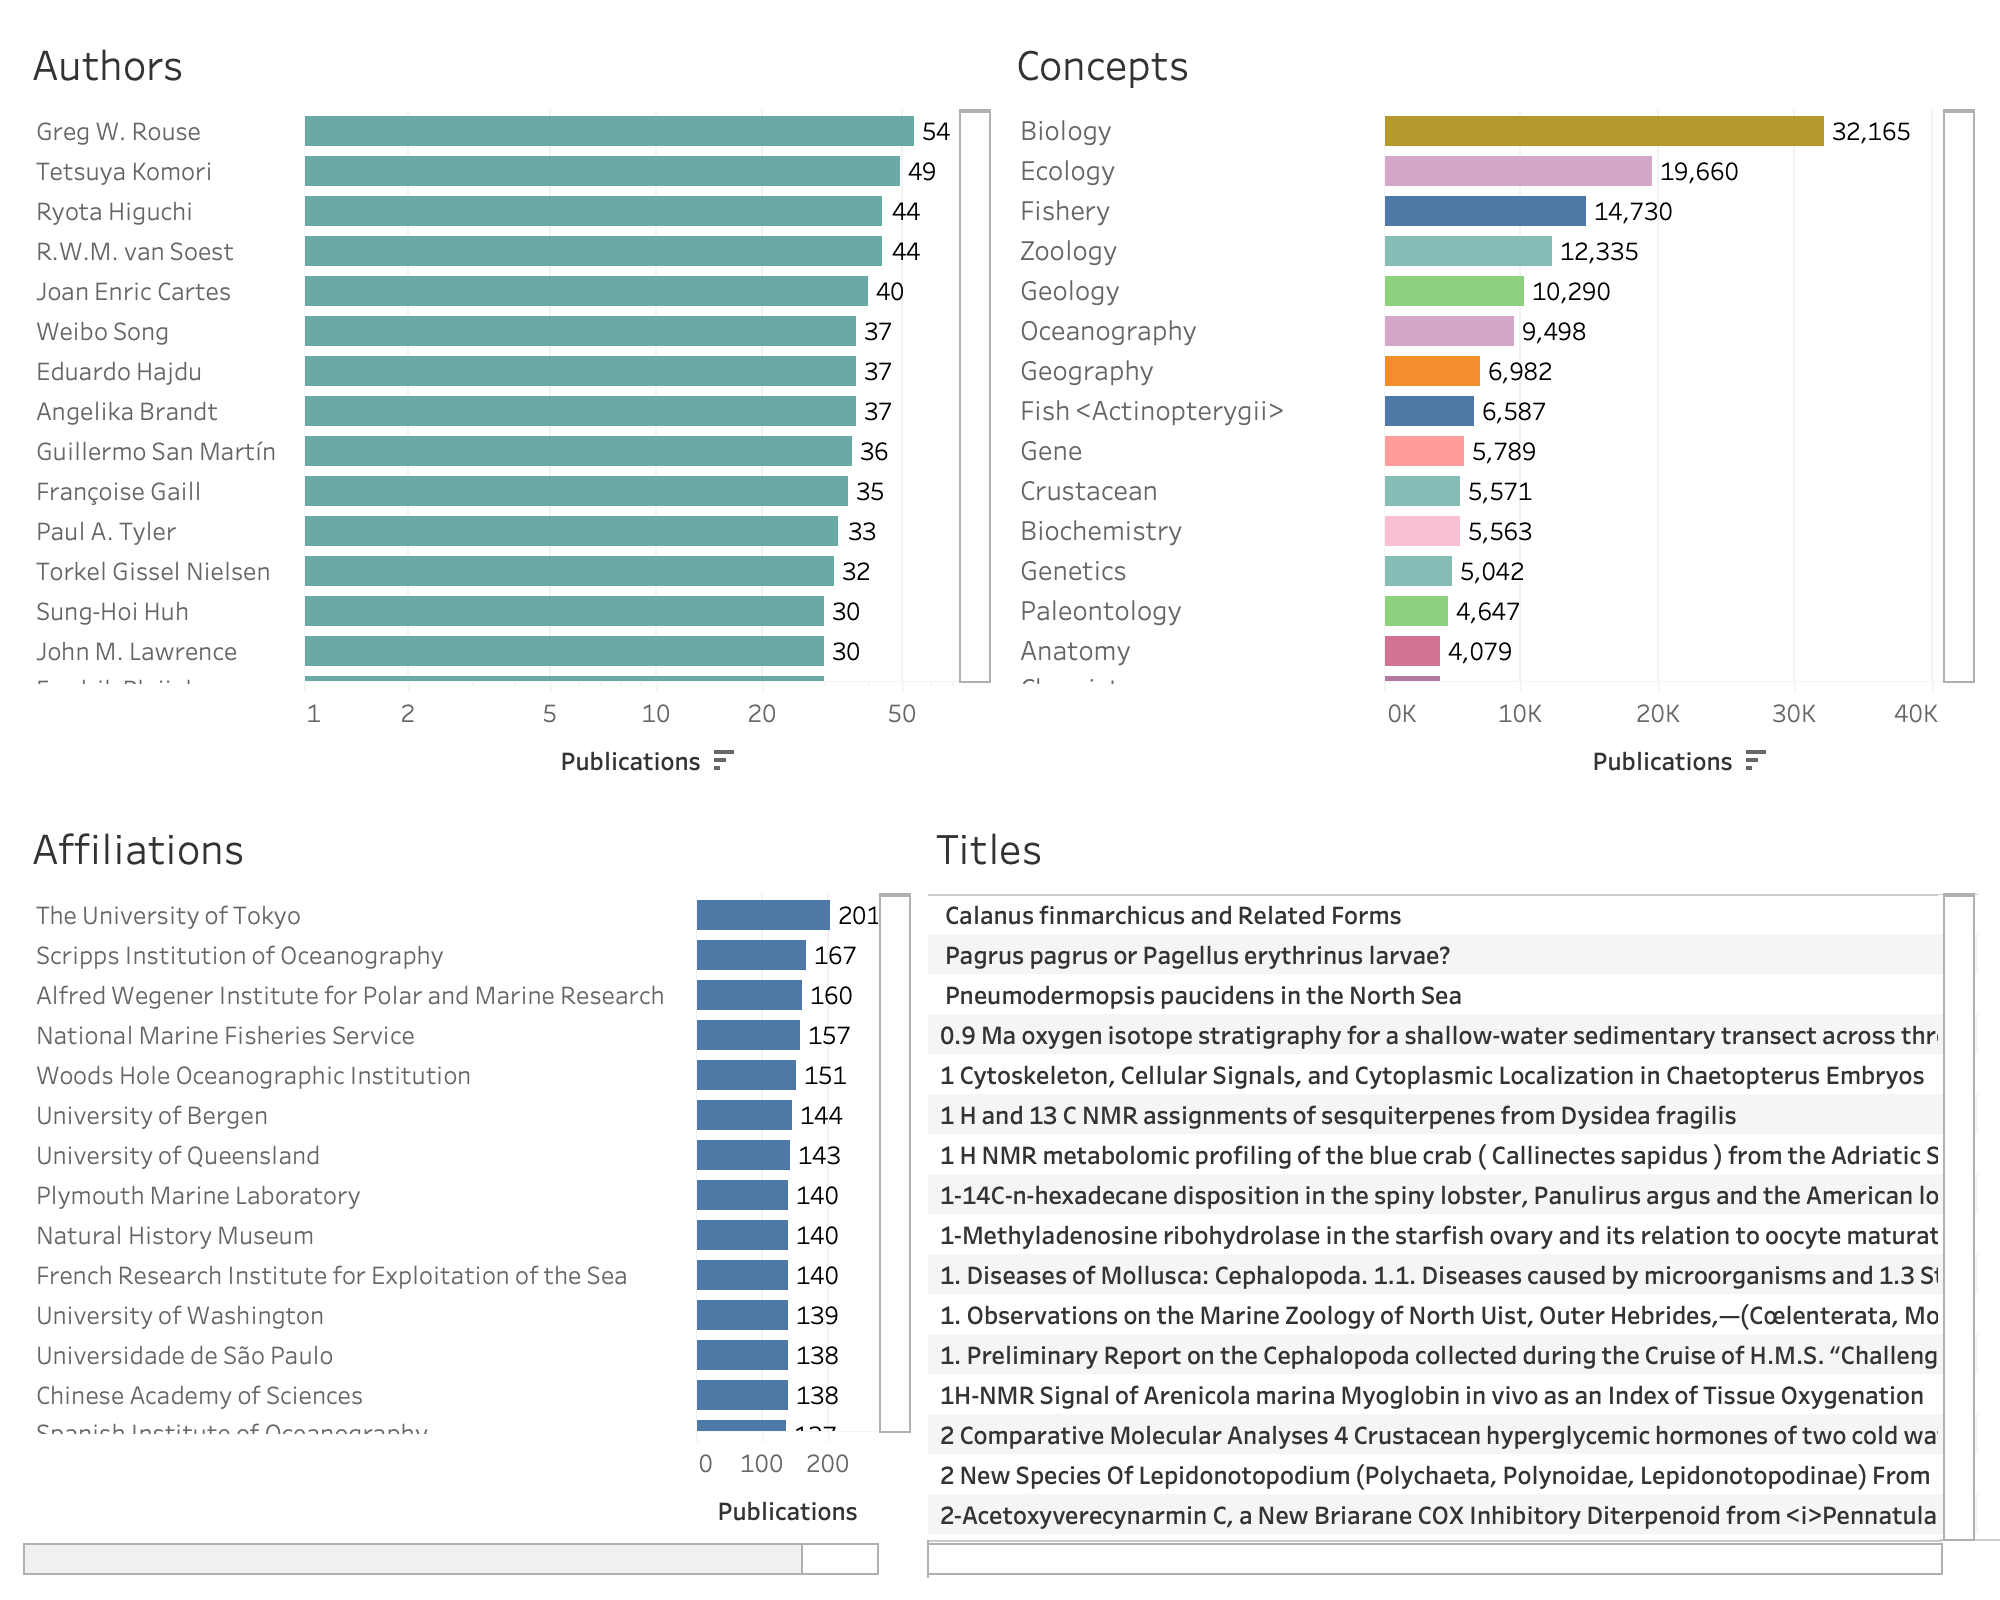 Authors
Greg W. Rouse 54
Tetsuya Komori 49
Ryota Higuchi 44
R.W.M. van Soest 44
Joan Enric Cartes 40
Weibo Song 37
Eduardo Hajdu 37
Angelika Brandt 37
Guillermo San Martín 36
Françoise Gaill 35
Paul A. Tyler 33
Torkel Gissel Nielsen 32
Sung-Hoi Huh 30
John M. Lawrence 30
1 2 5 10 20 50
Publications
Concepts
Biology 32,165
Ecology 19,660
Fishery 14,730
Zoology 12,335
Geology 10,290
Oceanography 9,498
Geography 6,982
Fish <Actinopterygii> 6,587
Gene 5,789
Crustacean 5,571
Biochemistry 5,563
Genetics 5,042
Paleontology 4,647
Anatomy 4,079
0K 10K 20K 30K 40K
Publications
Affiliations
The University of Tokyo 201
Scripps Institution of Oceanography 167
Alfred Wegener Institute for Polar and Marine Research 160
National Marine Fisheries Service 157
Woods Hole Oceanographic Institution 151
University of Bergen 144
University of Queensland 143
Plymouth Marine Laboratory 140
Natural History Museum 140
French Research Institute for Exploitation of the Sea 140
University of Washington 139
Universidade de São Paulo 138
Chinese Academy of Sciences 138
Spanish Institute of Oceanography 137
0 100 200
Publications
Titles
Calanus finmarchicus and Related Forms
Pagrus pagrus or Pagellus erythrinus larvae?
Pneumodermopsis paucidens in the North Sea
0.9 Ma oxygen isotope stratigraphy for a shallow-water sedimentary transect across thr
1 Cytoskeleton, Cellular Signals, and Cytoplasmic Localization in Chaetopterus Embryos
1 H and 13 C NMR assignments of sesquiterpenes from Dysidea fragilis
1 H NMR metabolomic profiling of the blue crab ( Callinectes sapidus ) from the Adriatic S
1-14C-n-hexadecane disposition in the spiny lobster, Panulirus argus and the American lo
1-Methyladenosine ribohydrolase in the starfish ovary and its relation to oocyte maturat
1. Diseases of Mollusca: Cephalopoda. 1.1. Diseases caused by microorganisms and 1.3 St
1. Observations on the Marine Zoology of North Uist, Outer Hebrides,—(Cœlenterata, Mo
1. Preliminary Report on the Cephalopoda collected during the Cruise of H.M.S. “Challeng
1H-NMR Signal of Arenicola marina Myoglobin in vivo as an Index of Tissue Oxygenation
2 Comparative Molecular Analyses 4 Crustacean hyperglycemic hormones of two cold wa
2 New Species Of Lepidonotopodium (Polychaeta, Polynoidae, Lepidonotopodinae) From
2-Acetoxyverecynarmin C, a New Briarane COX Inhibitory Diterpenoid from <i>Pennatula